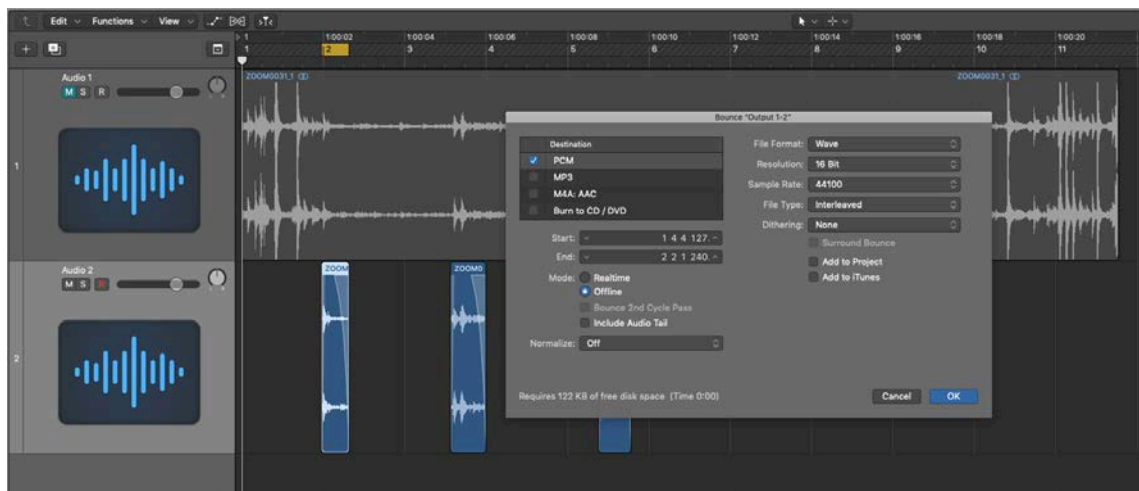 Edit Functions View
1 1:00:02 1:00:04 1:00:06 1:00:08 1:00:10 1:00:12 1:00:14 1:00:16 1:00:18 1:00:20
1 2 3 4 5 6 7 8 9 10 11
Audio 1
M S R
ZOOM0031_1
ZOOM0031_1
1
Bounce "Output 1-2"
Destination
PCM
MP3
M4A: AAC
Burn to CD / DVD
File Format: Wave
Resolution: 16 Bit
Sample Rate: 44100
File Type: Interleaved
Dithering: None
Surround Bounce
Add to Project
Add to iTunes
Start: 1 4 4 127.
End: 2 2 1 240.
Mode: Realtime
Offline
Bounce 2nd Cycle Pass
Include Audio Tail
Normalize: Off
Requires 122 KB of free disk space (Time 0:00)
Cancel OK
Audio 2
M S R
ZOOM
ZOOM0
2